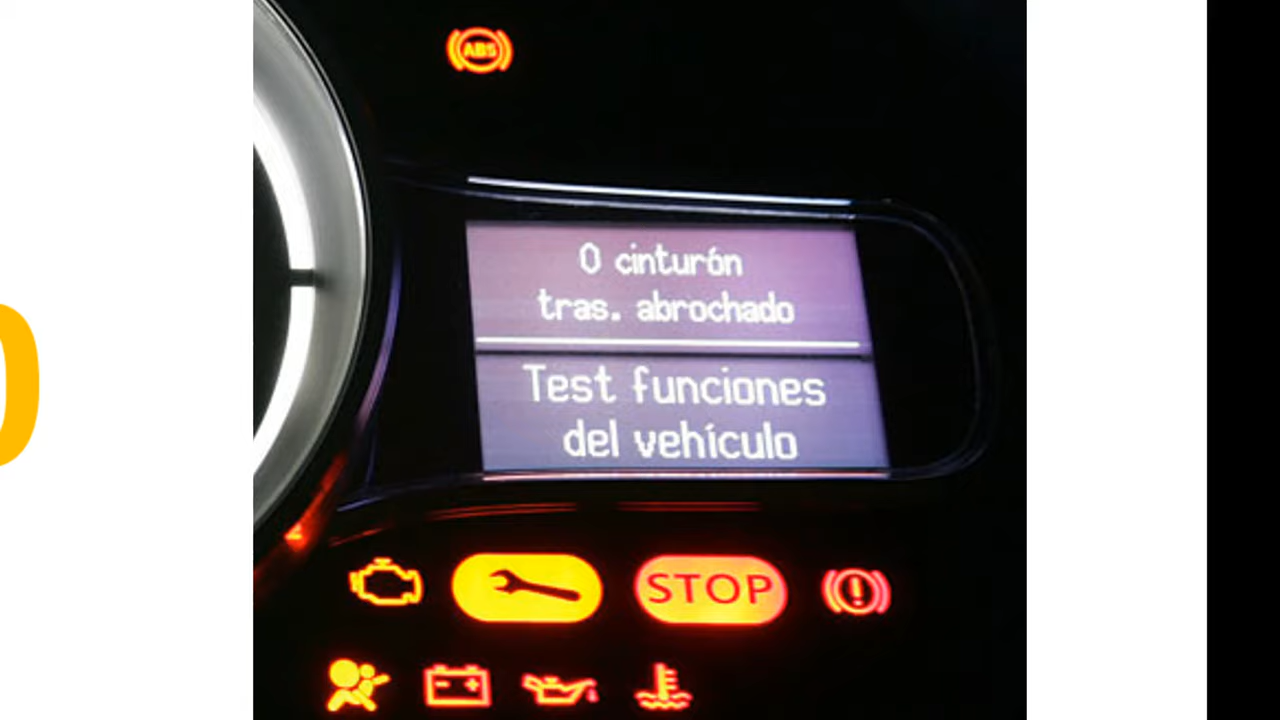 ABS
0 cinturón
tras. abrochado
Test funciones
del vehículo
STOP